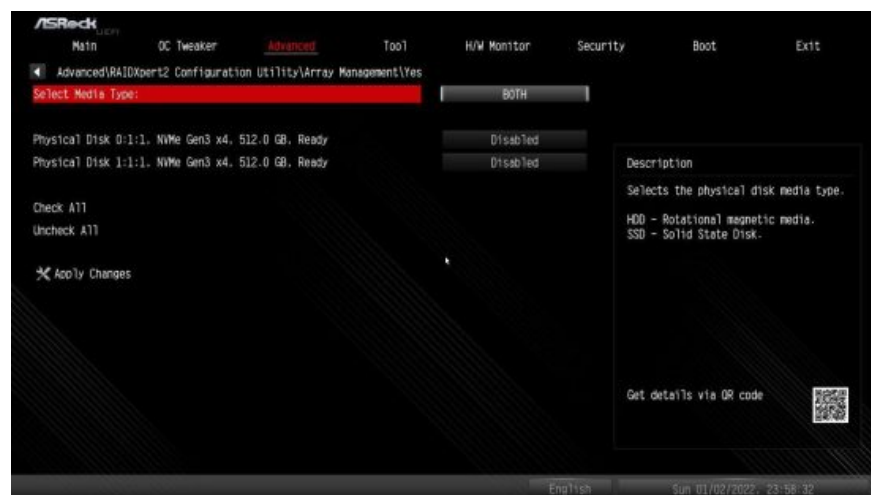 ASRock
UEFI
Main OC Tweaker Advanced Tool H/W Monitor Security Boot Exit
Advanced\RAIDXpert2 Configuration Utility\Array Management\Yes
Select Media Type: BOTH
Physical Disk 0:1:1, NVMe Gen3 x4, 512.0 GB, Ready Disabled
Physical Disk 1:1:1, NVMe Gen3 x4, 512.0 GB, Ready Disabled
Check All
Uncheck All
Apply Changes
Description
Selects the physical disk media type.
HDD - Rotational magnetic media.
SSD - Solid State Disk.
Get details via QR code
English Sun 01/02/2022, 23:58:32